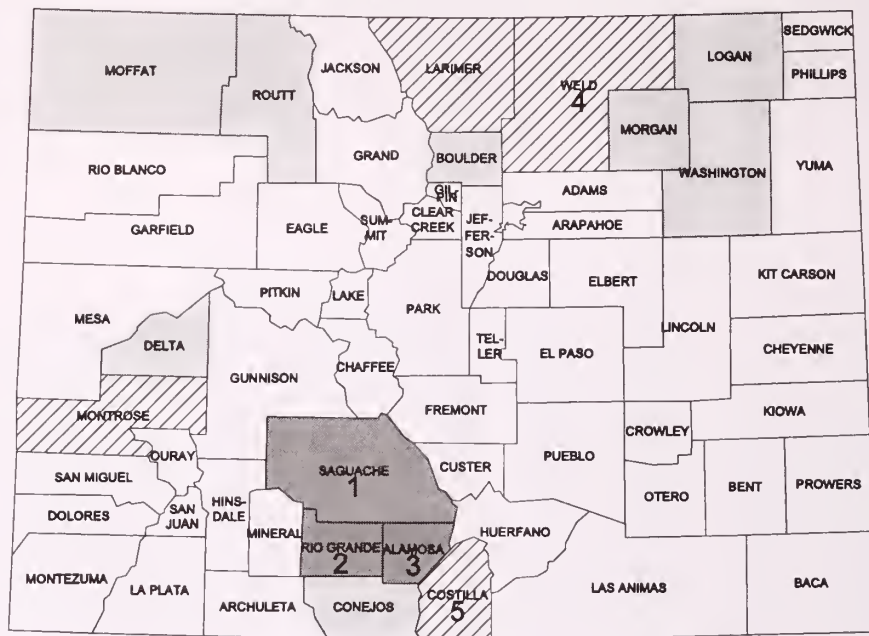 SEDGWICK
LOGAN
MOFFAT
JACKSON
LARIMER
PHILLIPS
ROUTT
WELD
4
MORGAN
GRAND
BOULDER
RIO BLANCO
WASHINGTON
YUMA
GIL-
PIN
ADAMS
GARFIELD
EAGLE
SUM-
MIT
CLEAR
CREEK
JEF-
FER-
SON
ARAPAHOE
DOUGLAS
ELBERT
KIT CARSON
PITKIN
LAKE
MESA
PARK
LINCOLN
DELTA
TEL-
LER
EL PASO
CHEYENNE
CHAFFEE
GUNNISON
MONTROSE
FREMONT
KIOWA
CROWLEY
OURAY
SAGUACHE
1
CUSTER
PUEBLO
SAN MIGUEL
BENT
PROWERS
OTERO
HINS-
DALE
SAN
JUAN
DOLORES
MINERAL
HUERFANO
RIO GRANDE
2
ALAMOSA
3
MONTEZUMA
LA PLATA
LAS ANIMAS
BACA
COSTILLA
5
ARCHULETA
CONEJOS